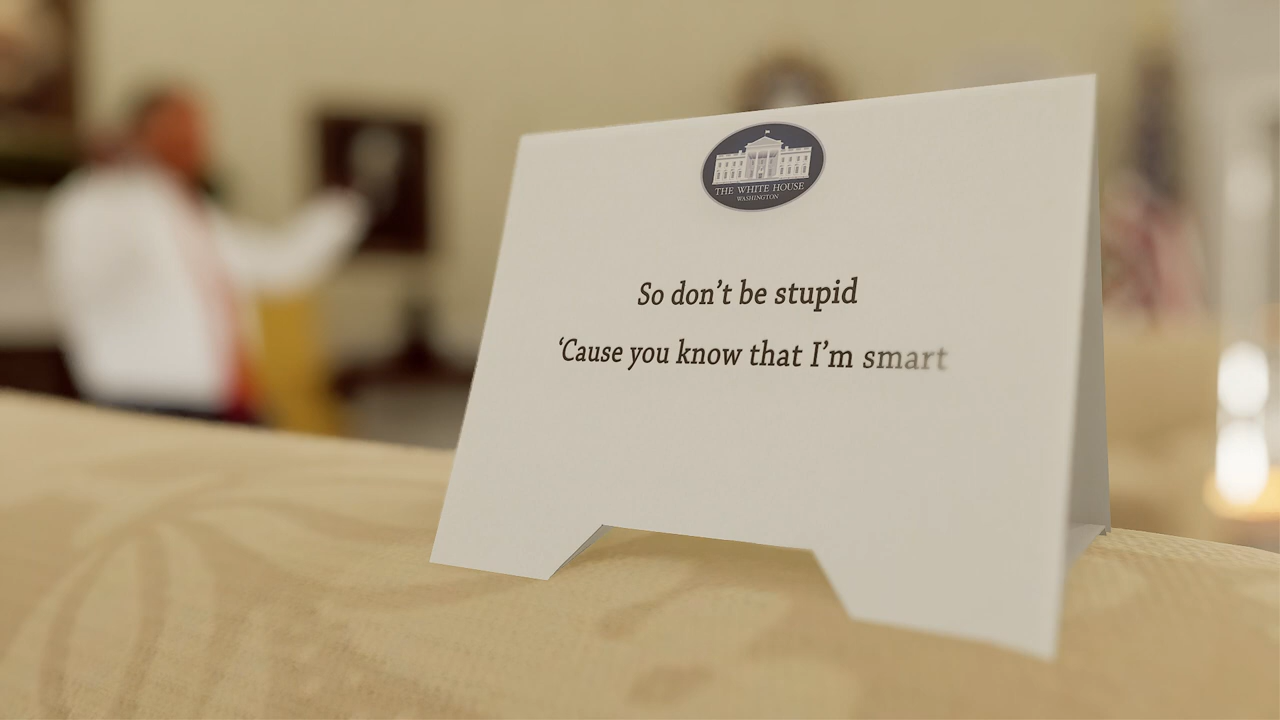 THE WHITE HOUSE
WASHINGTON
So don’t be stupid
‘Cause you know that I’m smart